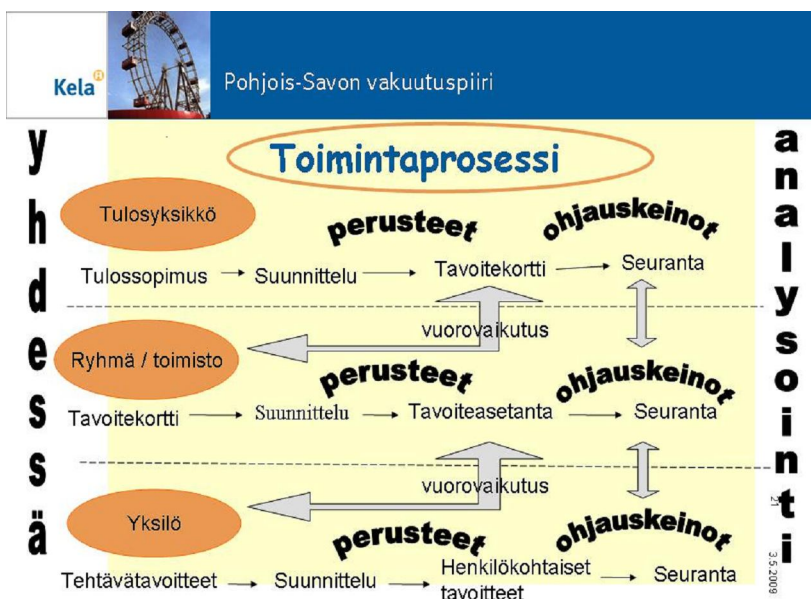 Kela
Pohjois-Savon vakuutuspiiri
yhdessä
analysointi
Toimintaprosessi
Tulosyksikkö
perusteet
ohjauskeinot
Tulossopimus
Suunnittelu
Tavoitekortti
Seuranta
vuorovaikutus
Ryhmä / toimisto
perusteet
ohjauskeinot
Tavoitekortti
Suunnittelu
Tavoiteasetanta
Seuranta
vuorovaikutus
Yksilö
perusteet
ohjauskeinot
Tehtävätavoitteet
Suunnittelu
Henkilökohtaiset
tavoitteet
Seuranta
21
3.5.2009